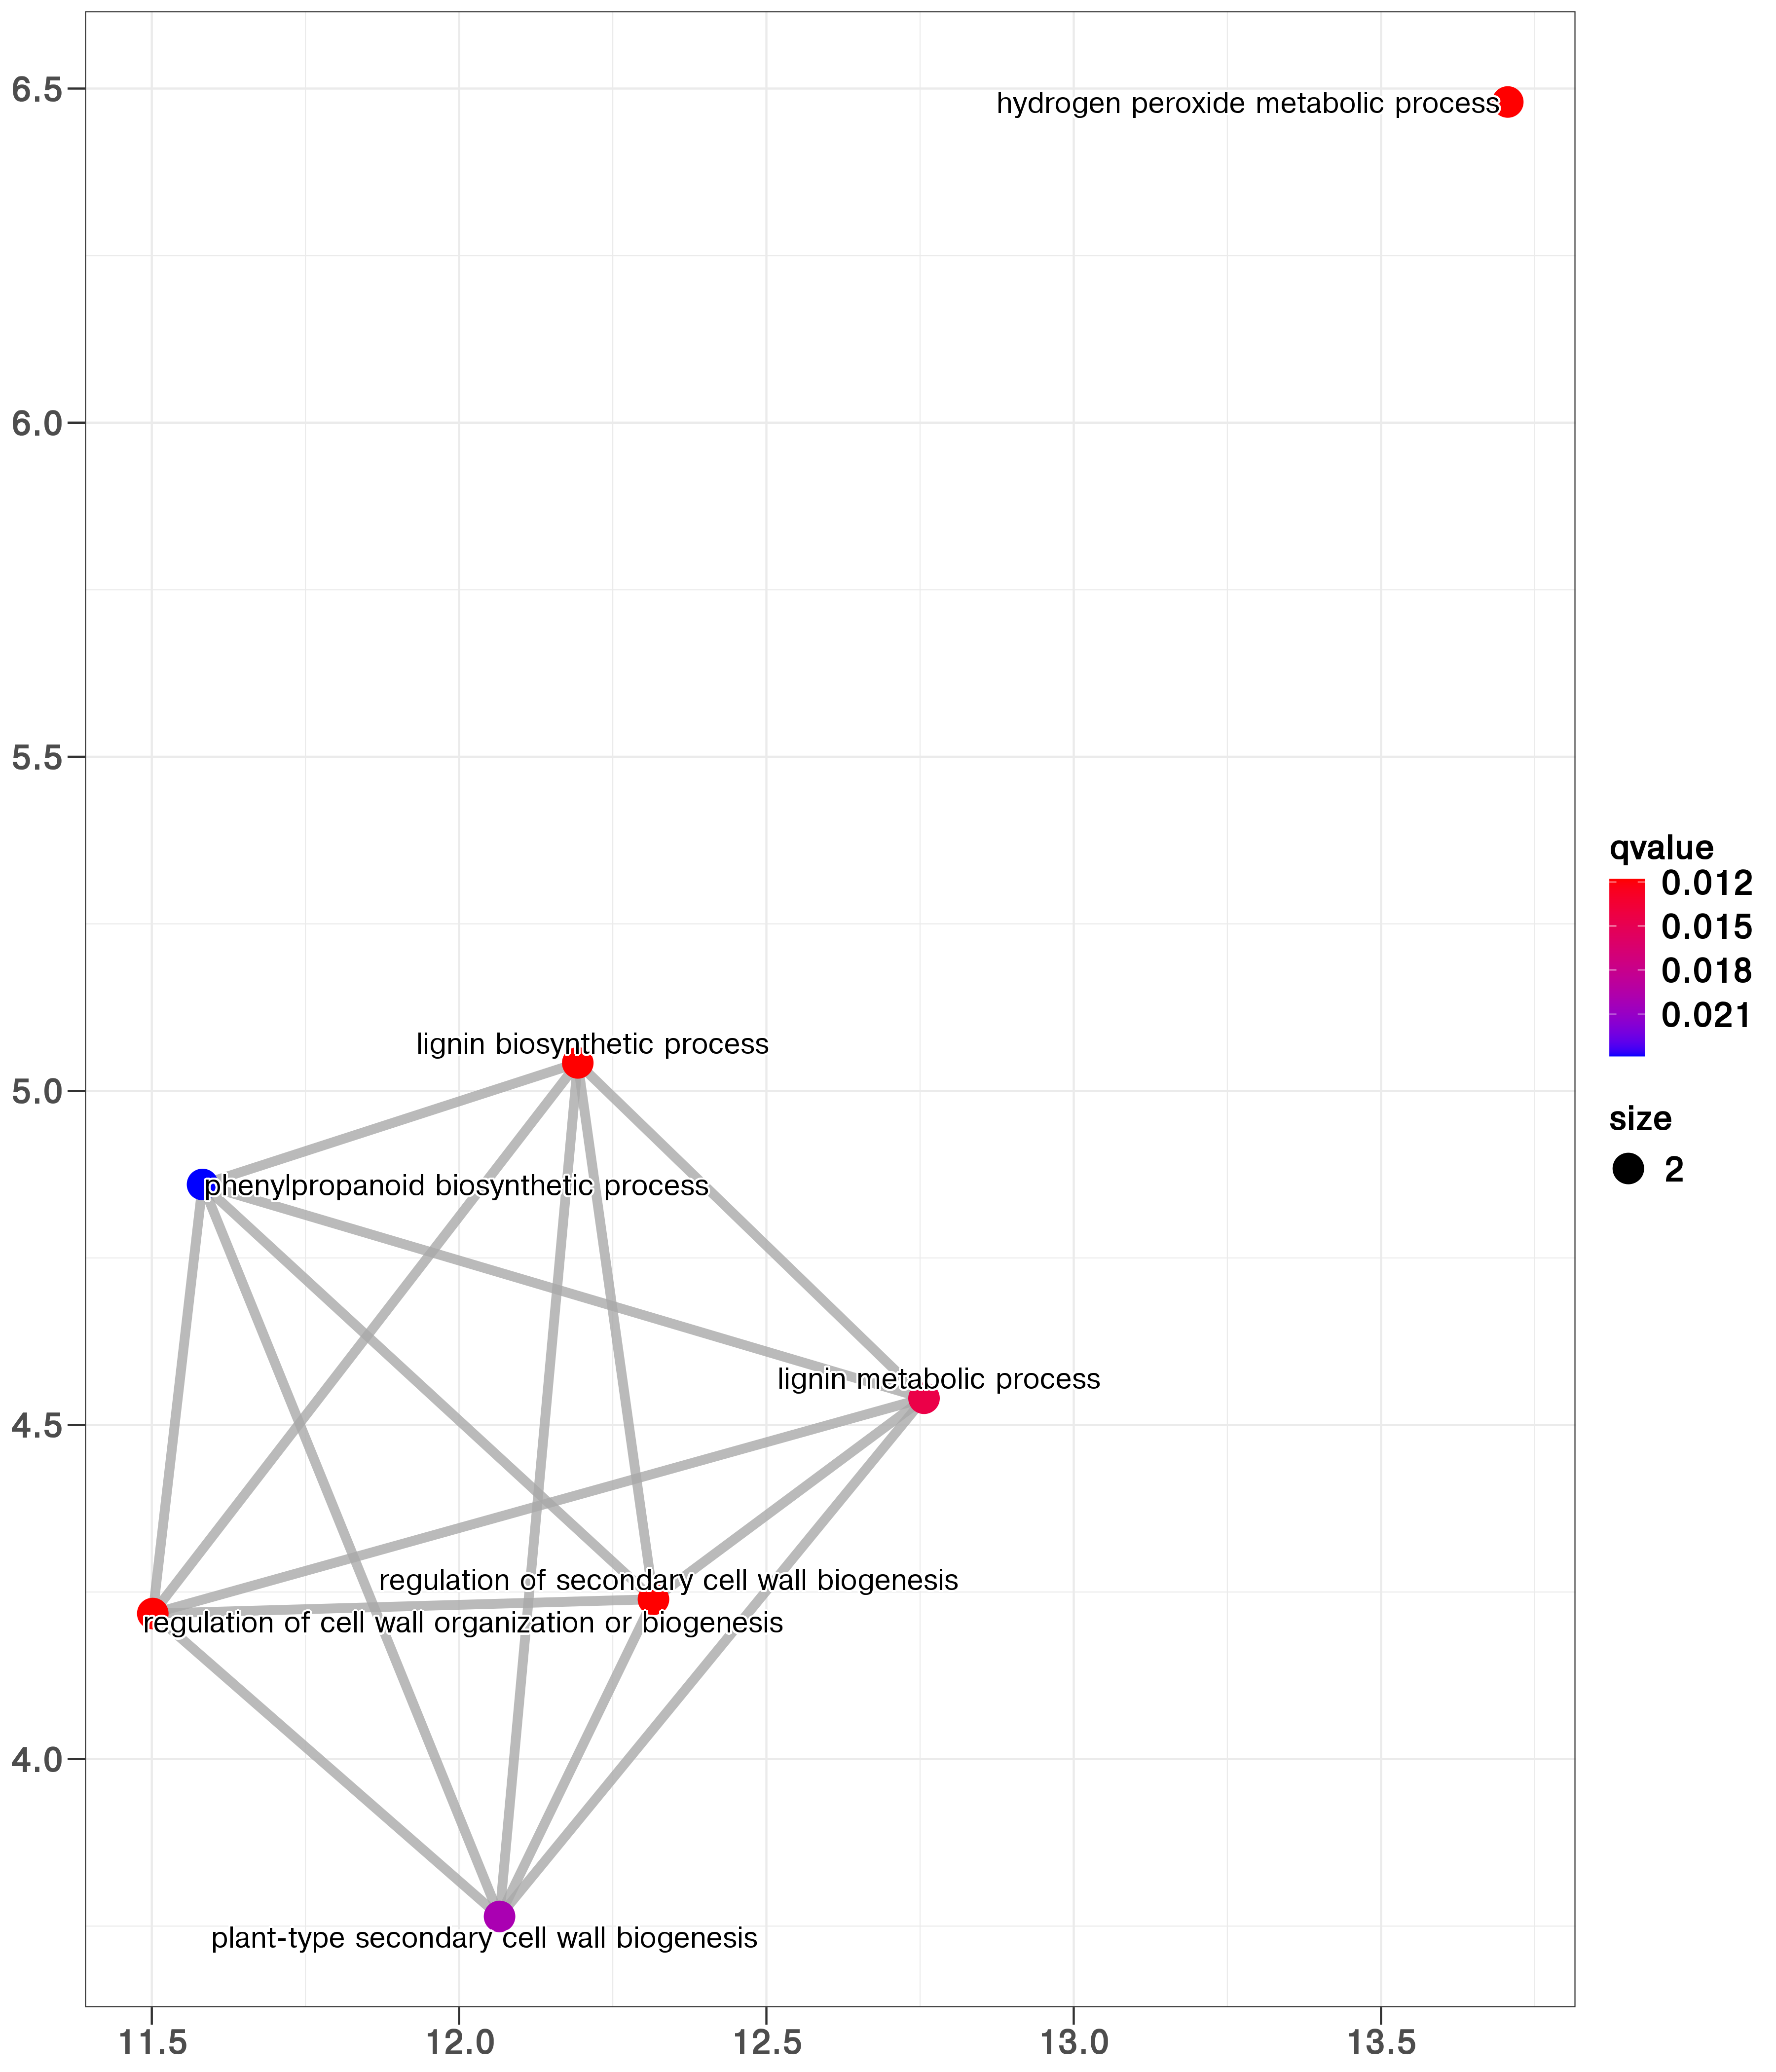 6.5
hydrogen peroxide metabolic process
6.0
5.5
qvalue
0.012
0.015
0.018
0.021
lignin biosynthetic process
5.0
size
2
phenylpropanoid biosynthetic process
lignin metabolic process
4.5
regulation of secondary cell wall biogenesis
regulation of cell wall organization or biogenesis
4.0
plant-type secondary cell wall biogenesis
11.5 12.0 12.5 13.0 13.5